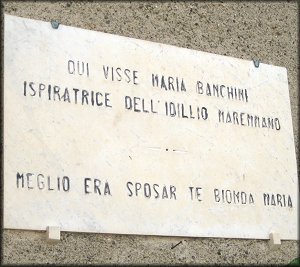 QUI VISSE MARIA BANCHINI
ISPIRATRICE DELL'IDILLIO MAREMMANO
MEGLIO ERA SPOSAR TE BIONDA MARIA